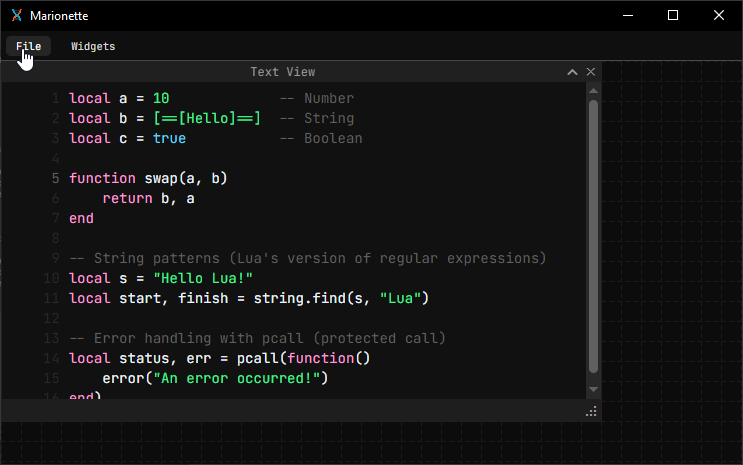 Marionette
File Widgets
Text View
1 local a = 10 -- Number
2 local b = [==[Hello]==] -- String
3 local c = true -- Boolean
4
5 function swap(a, b)
6 return b, a
7 end
8
9 -- String patterns (Lua's version of regular expressions)
10 local s = "Hello Lua!"
11 local start, finish = string.find(s, "Lua")
12
13 -- Error handling with pcall (protected call)
14 local status, err = pcall(function()
15 error("An error occurred!")
16 end)